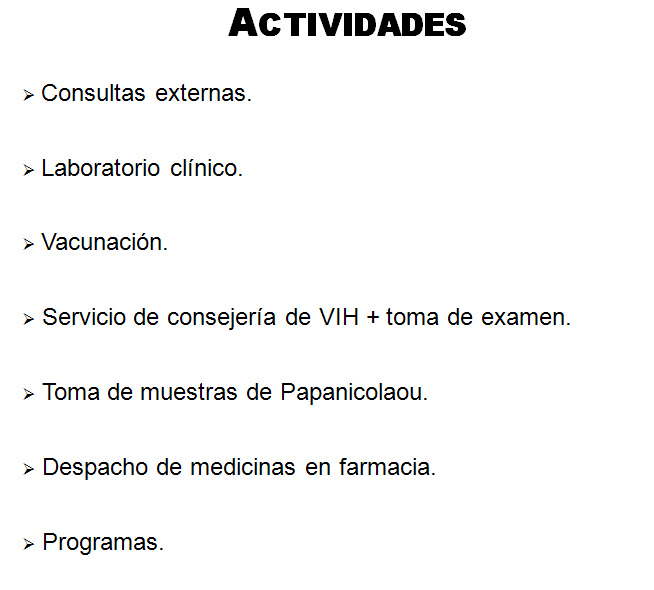 ACTIVIDADES
➢ Consultas externas.
➢ Laboratorio clínico.
➢ Vacunación.
➢ Servicio de consejería de VIH + toma de examen.
➢ Toma de muestras de Papanicolaou.
➢ Despacho de medicinas en farmacia.
➢ Programas.